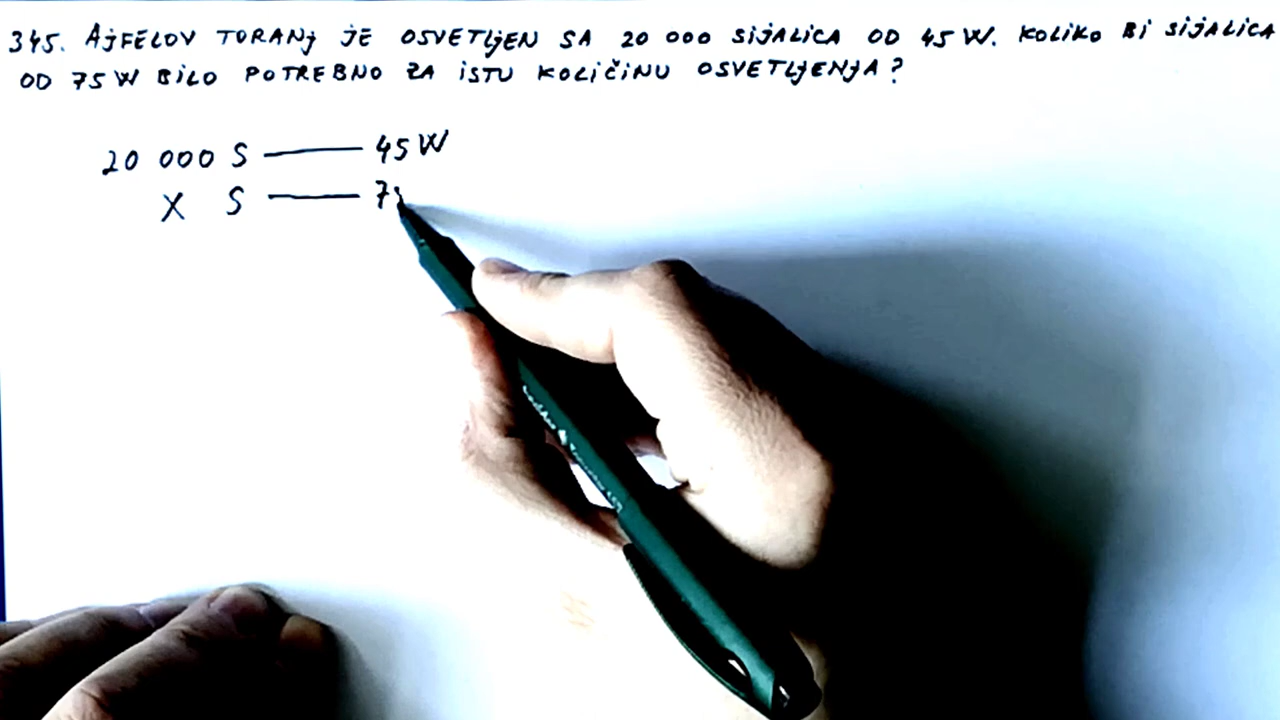 345. AJFELOV TORANJ JE OSVETLJEN SA 20 000 SIJALICA OD 45 W. KOLIKO BI SIJALICA
OD 75 W BILO POTREBNO ZA ISTU KOLIČINU OSVETLJENJA?
20 000 S —— 45 W
X S —— 7